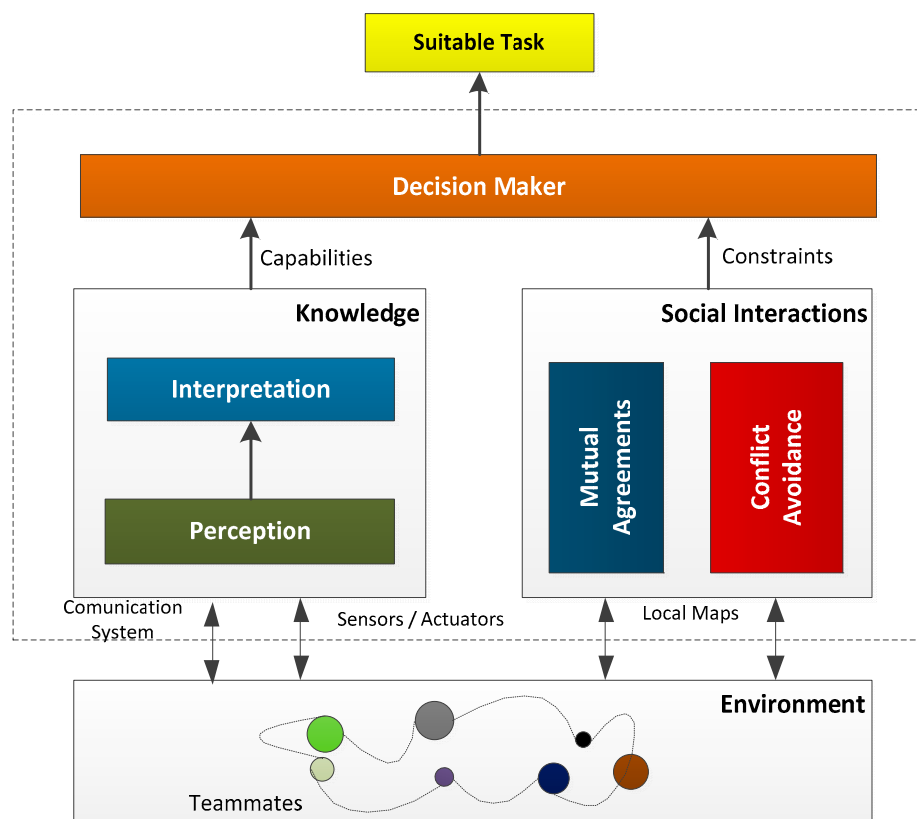 Suitable Task
Decision Maker
Capabilities
Constraints
Knowledge
Social Interactions
Interpretation
Perception
Mutual
Agreements
Conflict
Avoidance
Comunication
System
Sensors / Actuators
Local Maps
Environment
Teammates